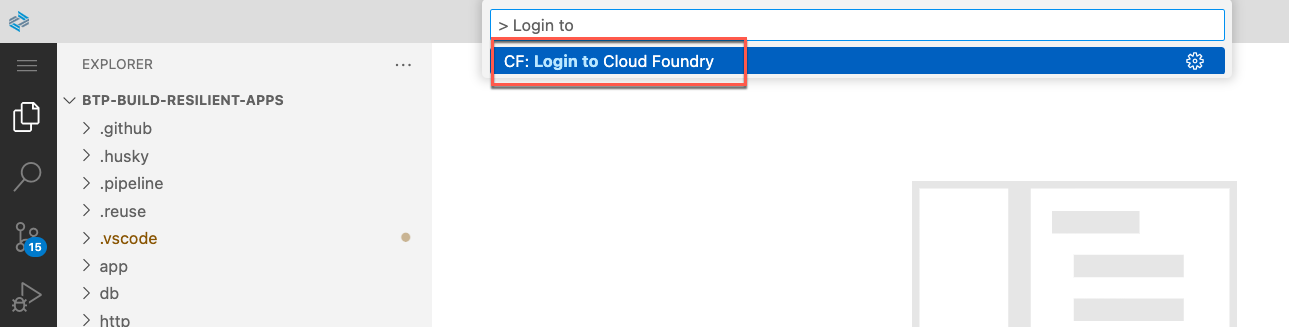 > Login to
CF: Login to Cloud Foundry
EXPLORER
BTP-BUILD-RESILIENT-APPS
.github
.husky
.pipeline
.reuse
.vscode
15
app
db
http